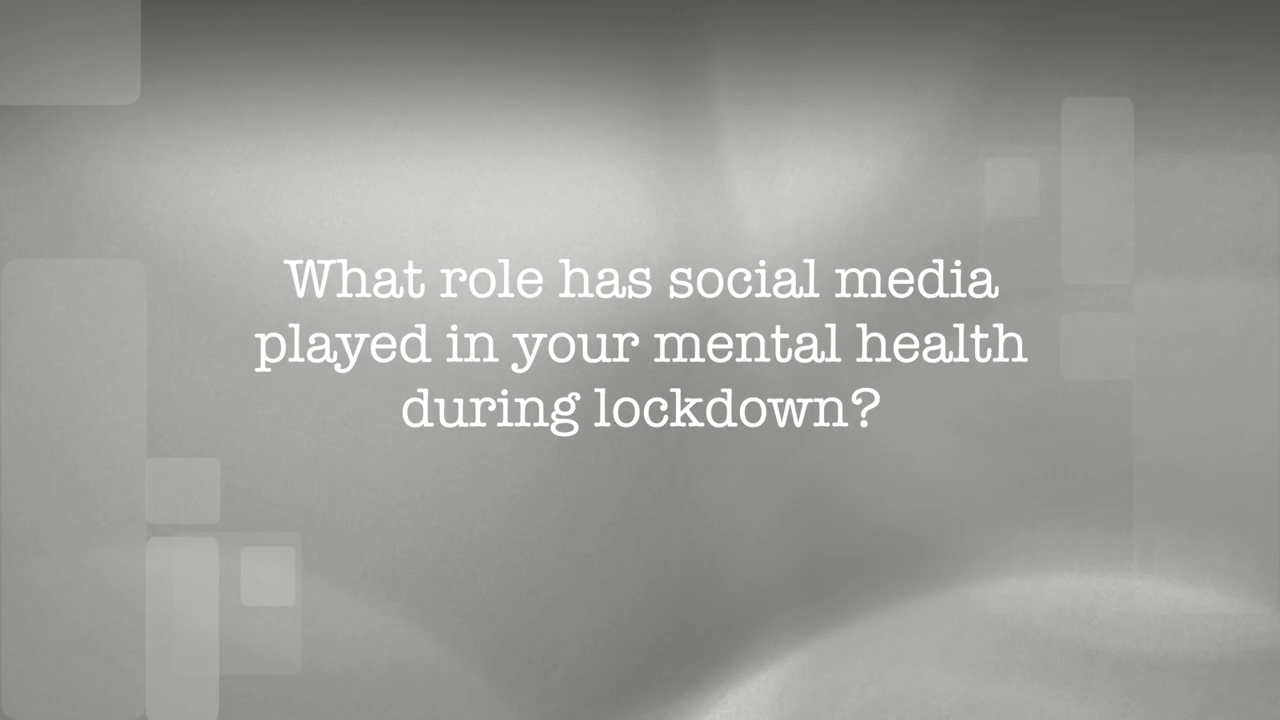 What role has social media
played in your mental health
during lockdown?